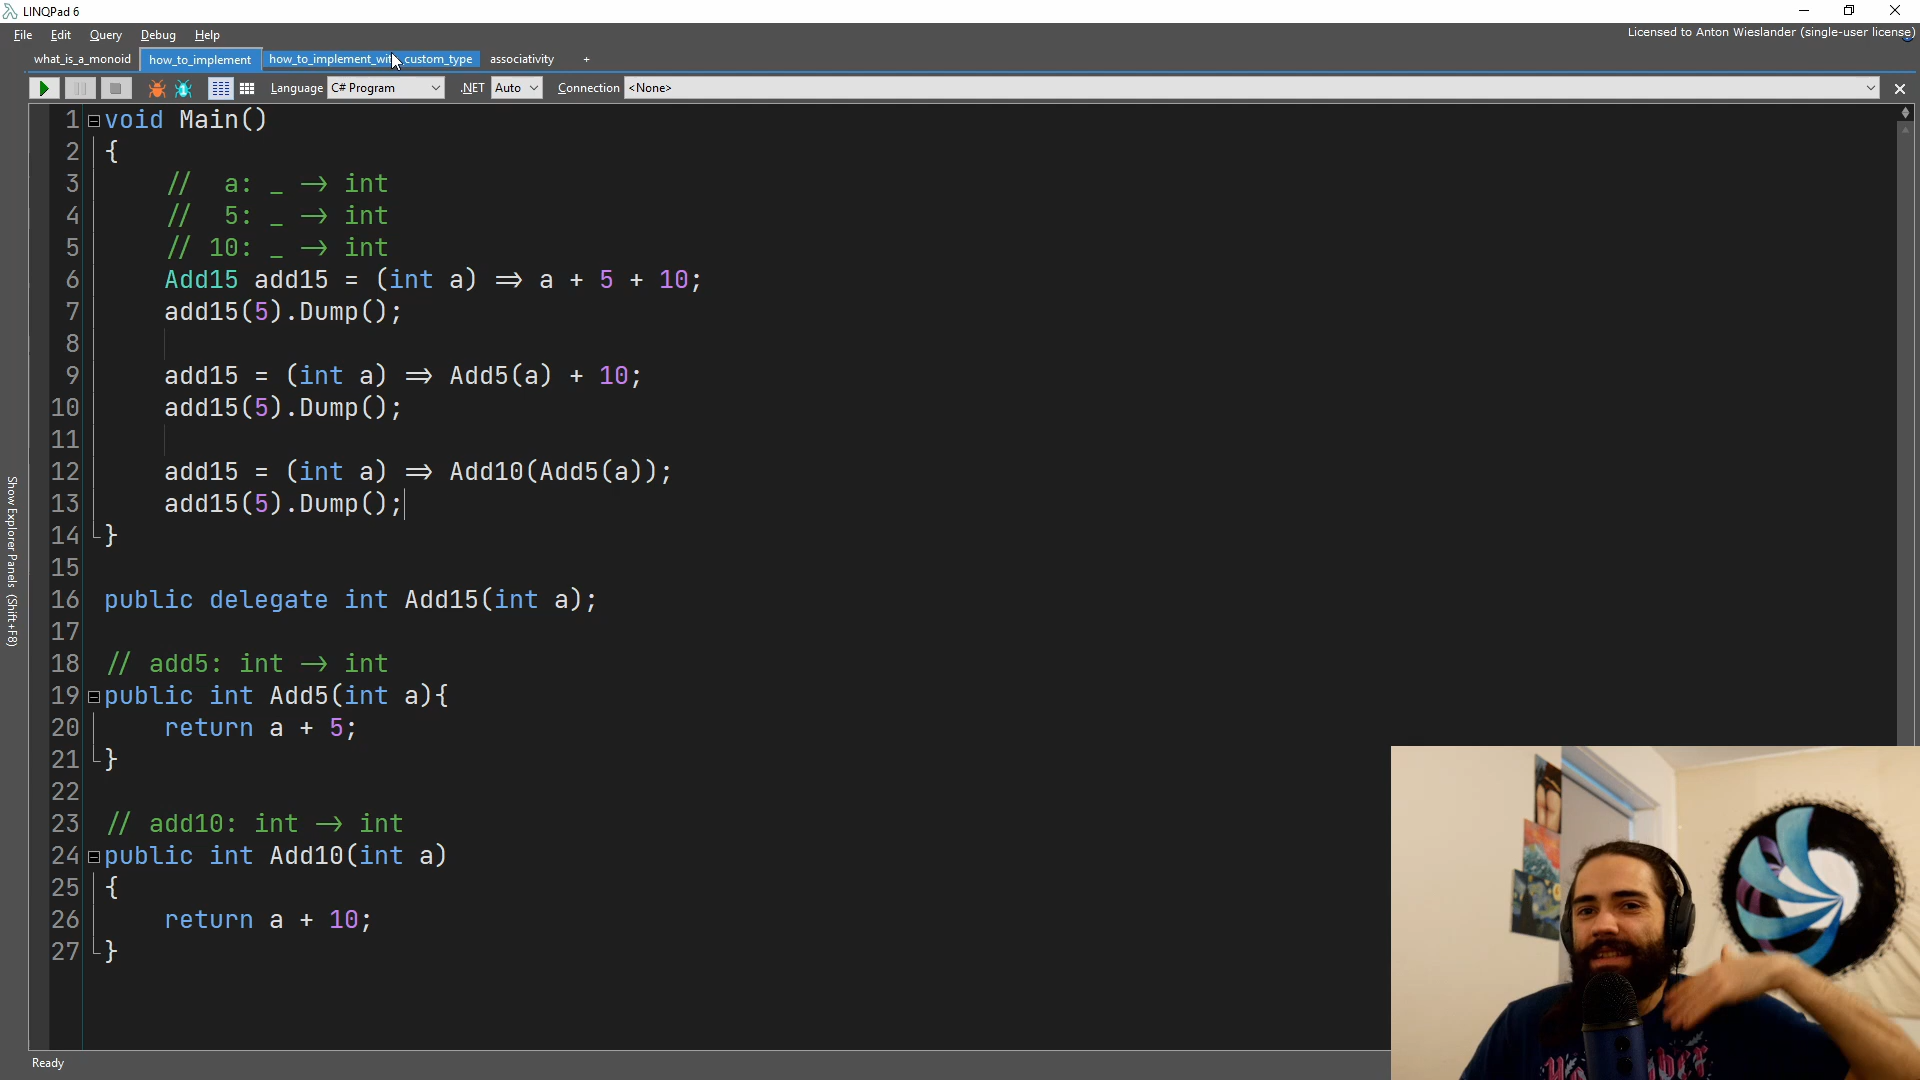 LINQPad 6
File Edit Query Debug Help
Licensed to Anton Wieslander (single-user license)
what_is_a_monoid how_to_implement how_to_implement_with_custom_type associativity +
Language C# Program .NET Auto Connection <None>
1 void Main()
2 {
3 // a: _ -> int
4 // 5: _ -> int
5 // 10: _ -> int
6 Add15 add15 = (int a) => a + 5 + 10;
7 add15(5).Dump();
8
9 add15 = (int a) => Add5(a) + 10;
10 add15(5).Dump();
11
12 add15 = (int a) => Add10(Add5(a));
13 add15(5).Dump();
14 }
15
16 public delegate int Add15(int a);
17
18 // add5: int -> int
19 public int Add5(int a){
20 return a + 5;
21 }
22
23 // add10: int -> int
24 public int Add10(int a)
25 {
26 return a + 10;
27 }
Show Explorer Panels (Shift+F8)
Ready